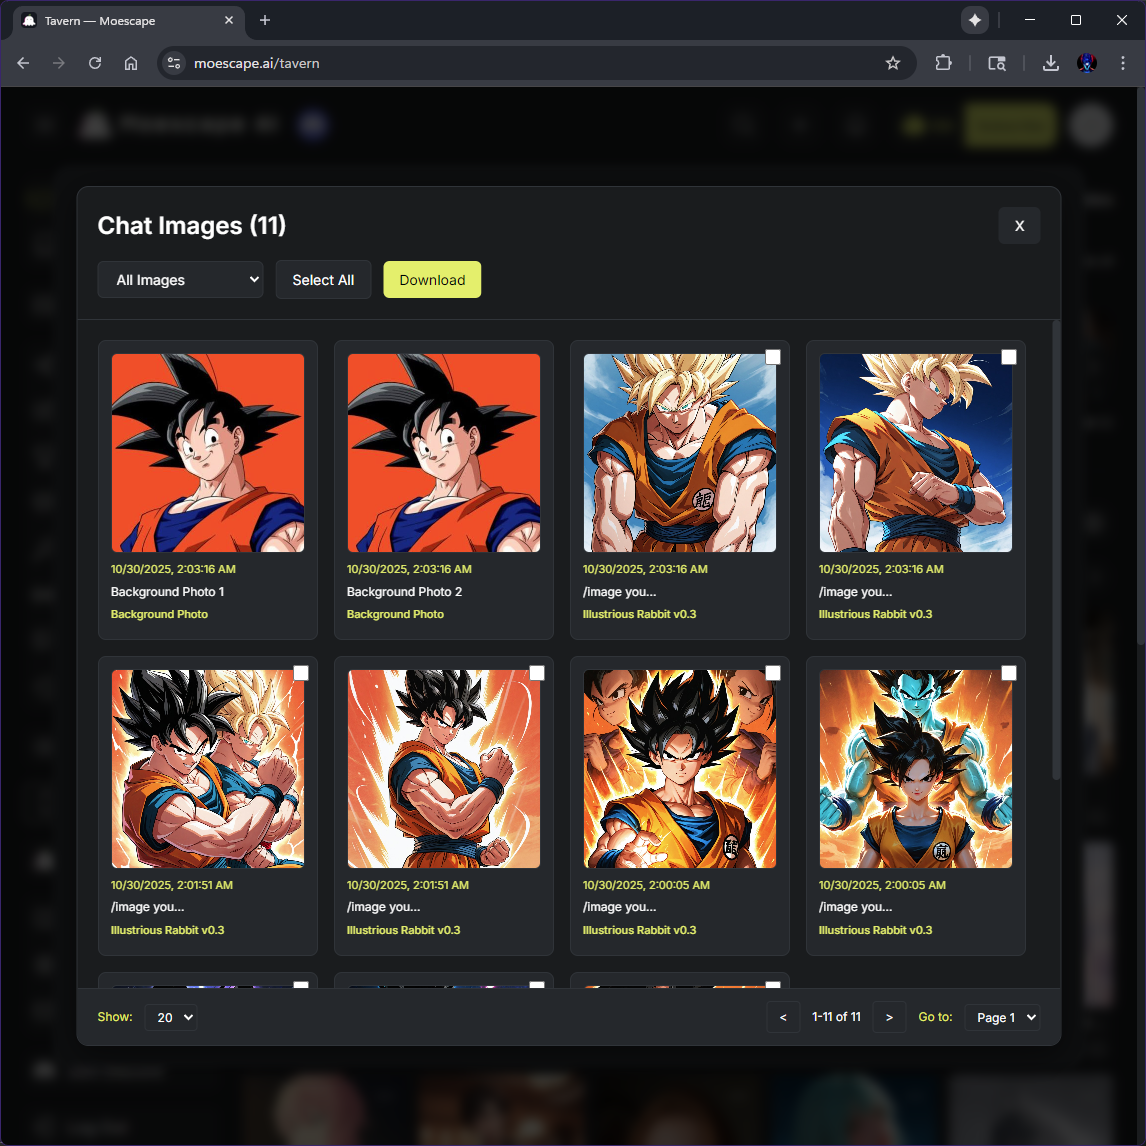 Tavern — Moescape
moescape.ai/tavern
Moescape AI
Chat Images (11)
X
All Images
Select All
Download
10/30/2025, 2:03:16 AM
Background Photo 1
Background Photo
10/30/2025, 2:03:16 AM
Background Photo 2
Background Photo
10/30/2025, 2:03:16 AM
/image you...
Illustrious Rabbit v0.3
10/30/2025, 2:03:16 AM
/image you...
Illustrious Rabbit v0.3
10/30/2025, 2:01:51 AM
/image you...
Illustrious Rabbit v0.3
10/30/2025, 2:01:51 AM
/image you...
Illustrious Rabbit v0.3
10/30/2025, 2:00:05 AM
/image you...
Illustrious Rabbit v0.3
10/30/2025, 2:00:05 AM
/image you...
Illustrious Rabbit v0.3
Show:
20
<
1-11 of 11
>
Go to:
Page 1